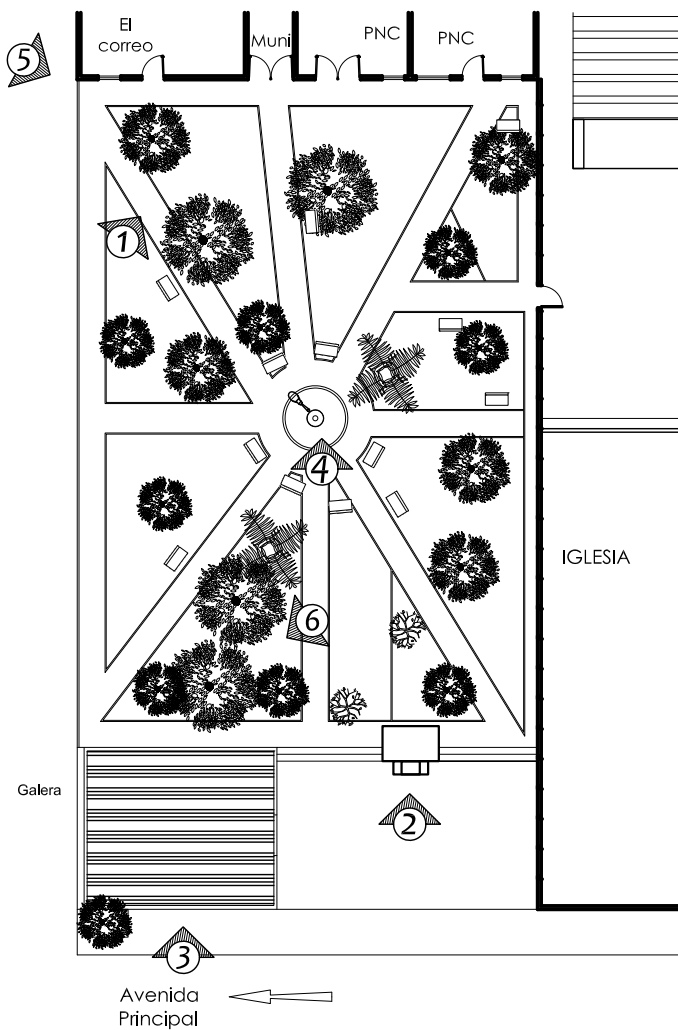 El
correo
Muni
PNC
PNC
5
1
4
IGLESIA
6
Galera
2
3
Avenida
Principal